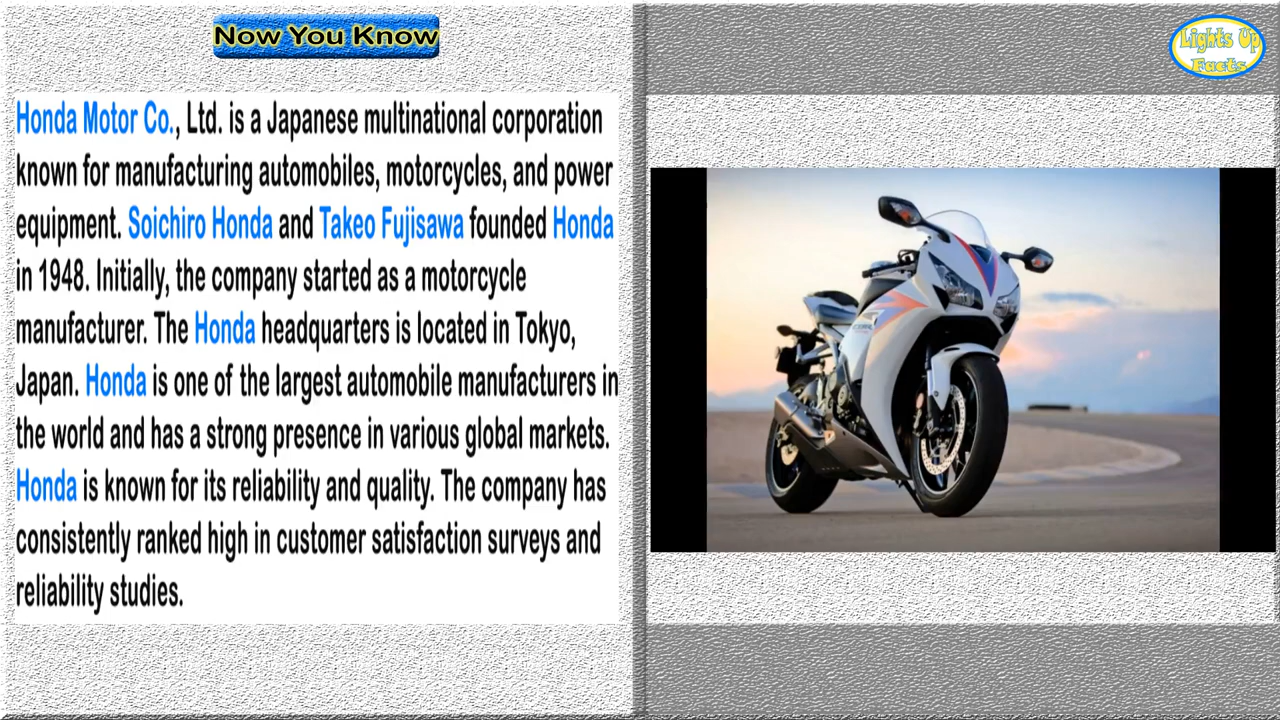 Now You Know
Lights Up
Facts
Honda Motor Co., Ltd. is a Japanese multinational corporation
known for manufacturing automobiles, motorcycles, and power
equipment. Soichiro Honda and Takeo Fujisawa founded Honda
in 1948. Initially, the company started as a motorcycle
manufacturer. The Honda headquarters is located in Tokyo,
Japan. Honda is one of the largest automobile manufacturers in
the world and has a strong presence in various global markets.
Honda is known for its reliability and quality. The company has
consistently ranked high in customer satisfaction surveys and
reliability studies.